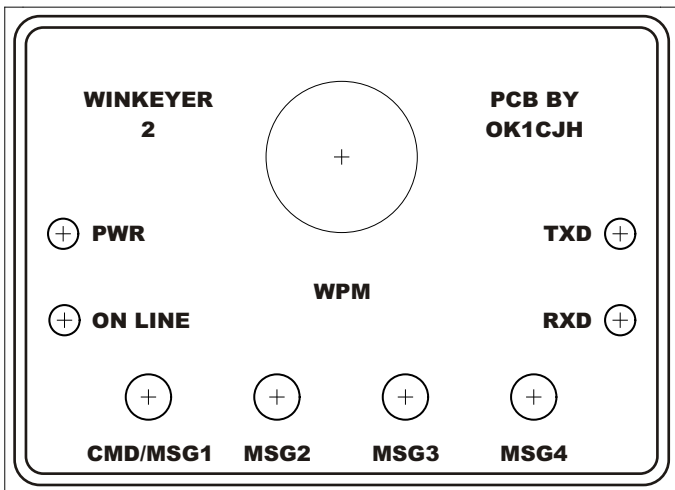 WINKEYER
2
PCB BY
OK1CJH
PWR
TXD
WPM
ON LINE
RXD
CMD/MSG1
MSG2
MSG3
MSG4